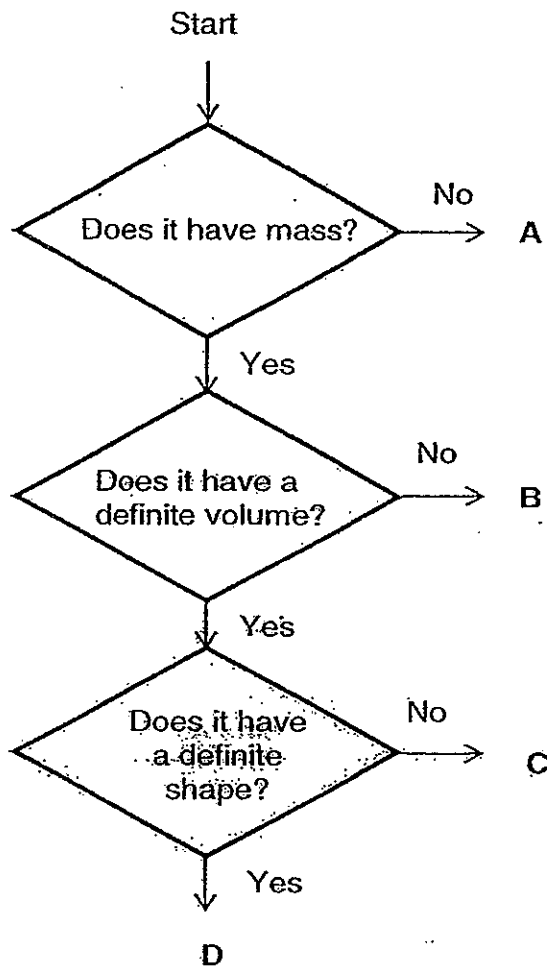 Start
Does it have mass?
No
A
Yes
Does it have a
definite volume?
No
B
Yes
Does it have
a definite
shape?
No
C
Yes
D